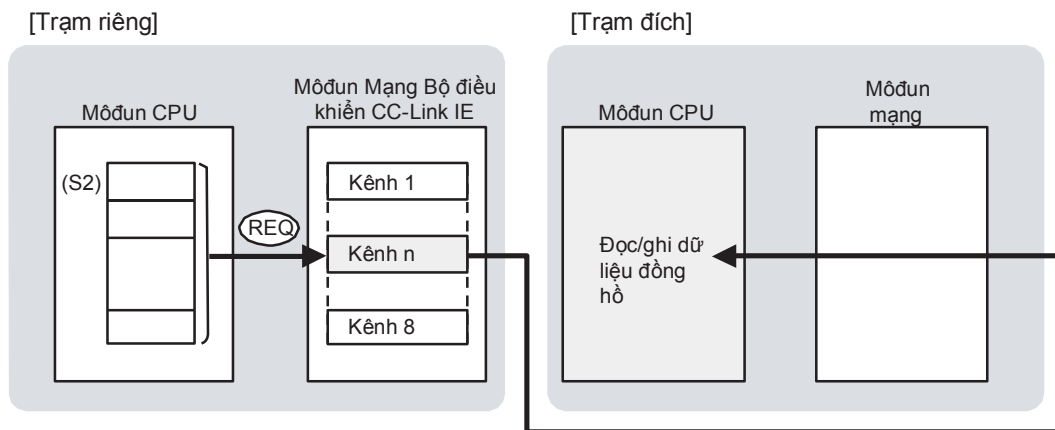 [Trạm riêng]
[Trạm đích]
Môđun CPU
Môđun Mạng Bộ điều
khiển CC-Link IE
(S2)
REQ
Kênh 1
Kênh n
Kênh 8
Môđun CPU
Môđun
mạng
Đọc/ghi dữ
liệu đồng
hồ